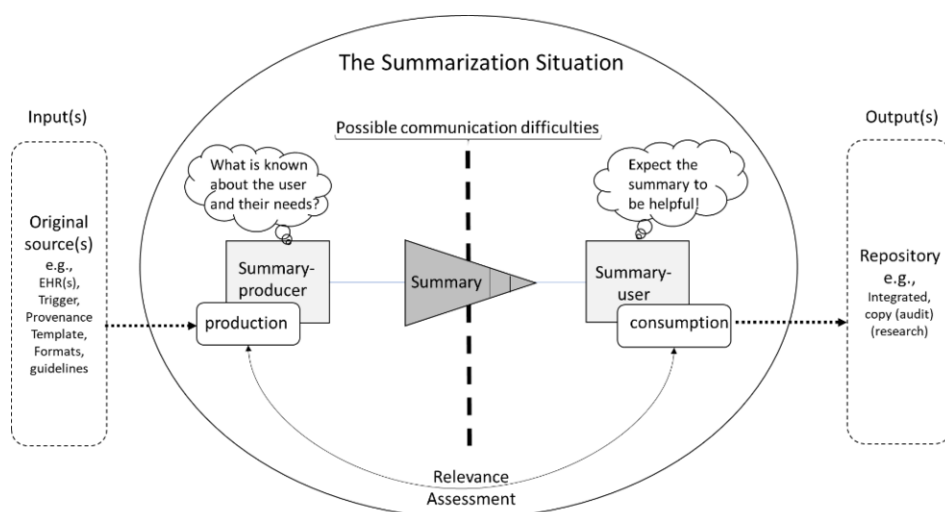 The Summarization Situation
Input(s)
Output(s)
Possible communication difficulties
What is known
about the user
and their needs?
Expect the
summary to
be helpful!
Original
source(s)
e.g.,
EHR(s),
Trigger,
Provenance
Template,
Formats,
guidelines
Summary-
producer
production
Summary
Summary-
user
consumption
Repository
e.g.,
Integrated,
copy (audit)
(research)
Relevance
Assessment